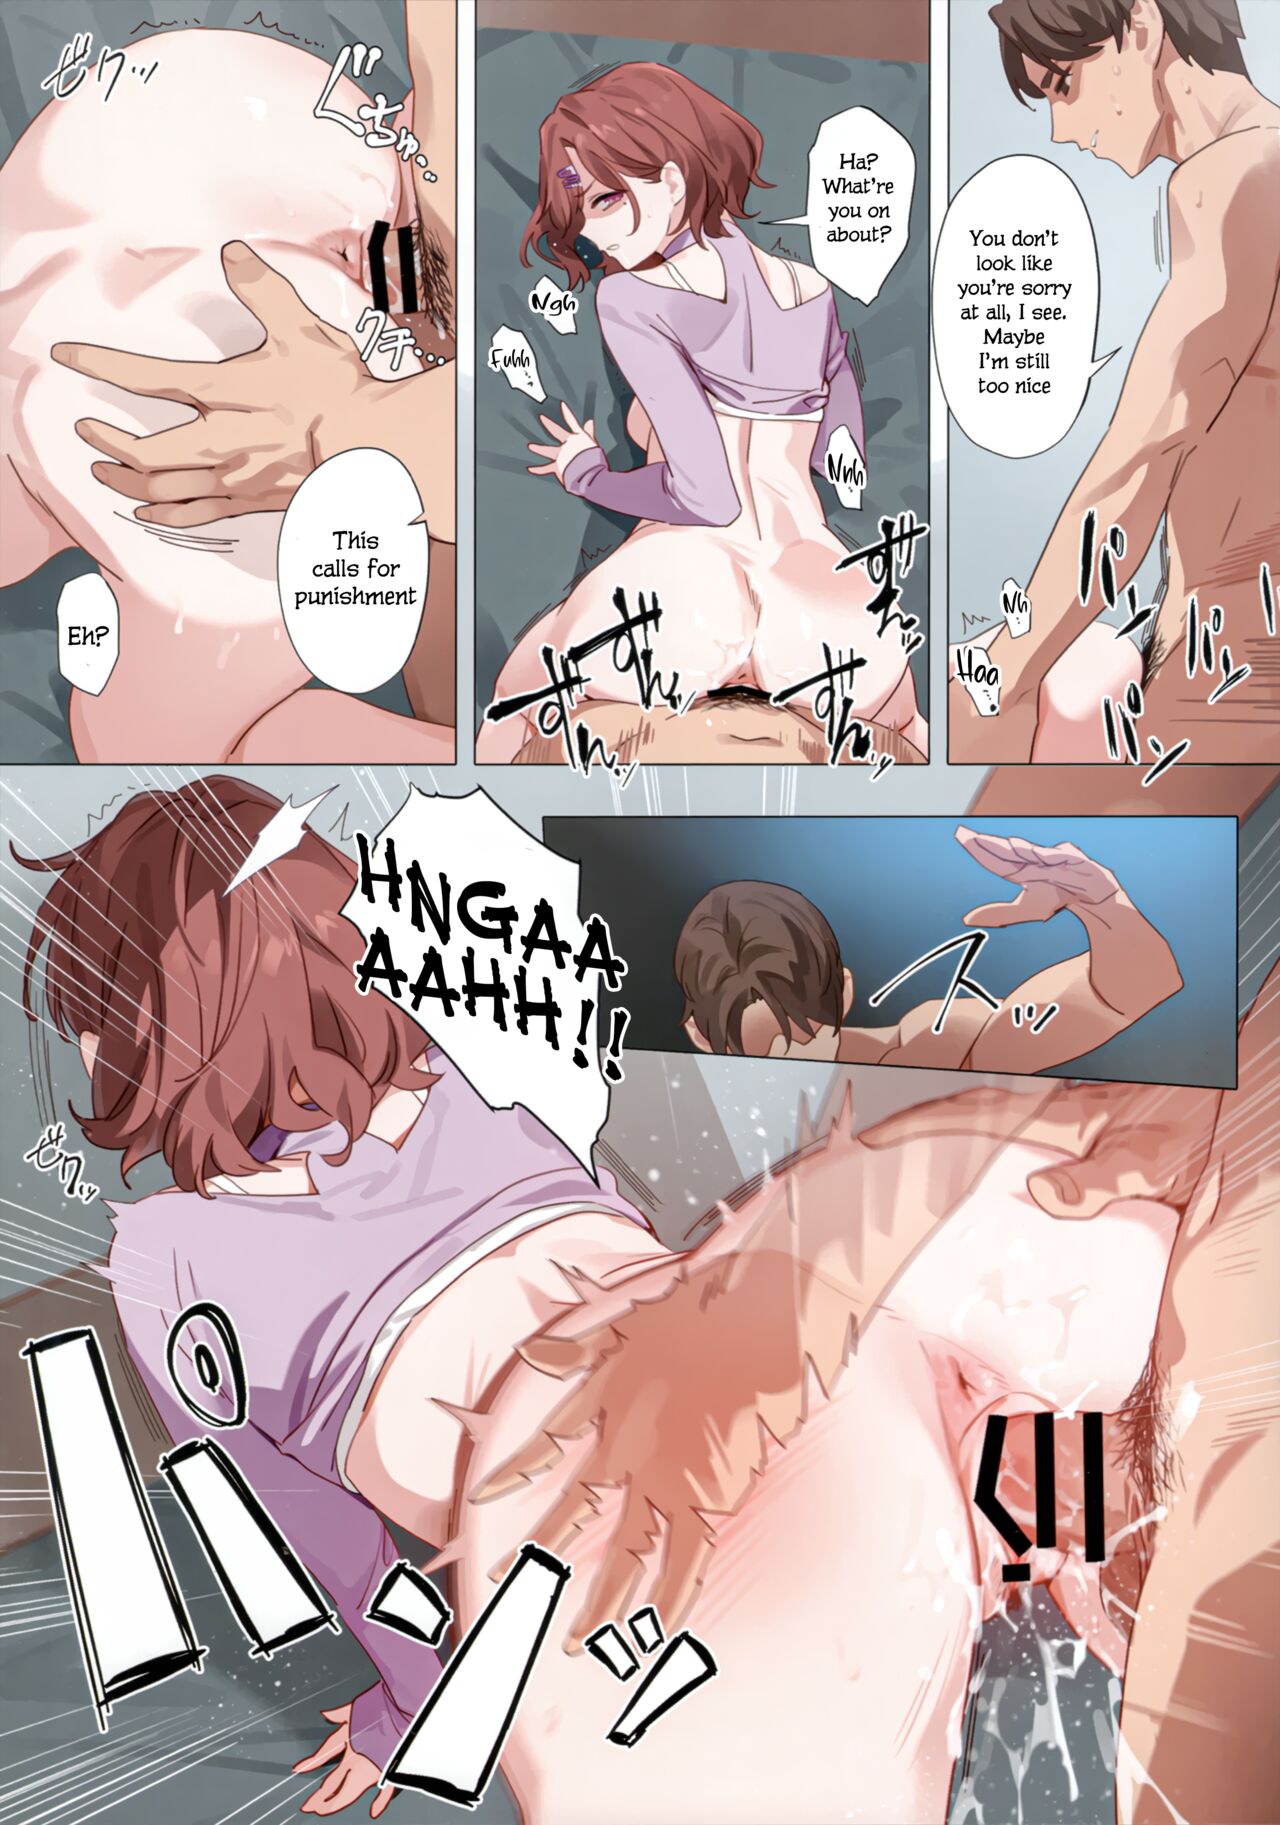 You don't
look like
you're sorry
at all, I see.
Maybe
I'm still
too nice
Nh
Haa
パン
パン
パン
Ha?
What're
you on
about?
Ngh
Fuhh
Nhh
ずん
ずん
ずん
ずん
ゼクッ
ぐちゅ
クチ
This
calls for
punishment
Eh?
スッ
HNGAA
AAHH!!
ゼクッ
パンッ